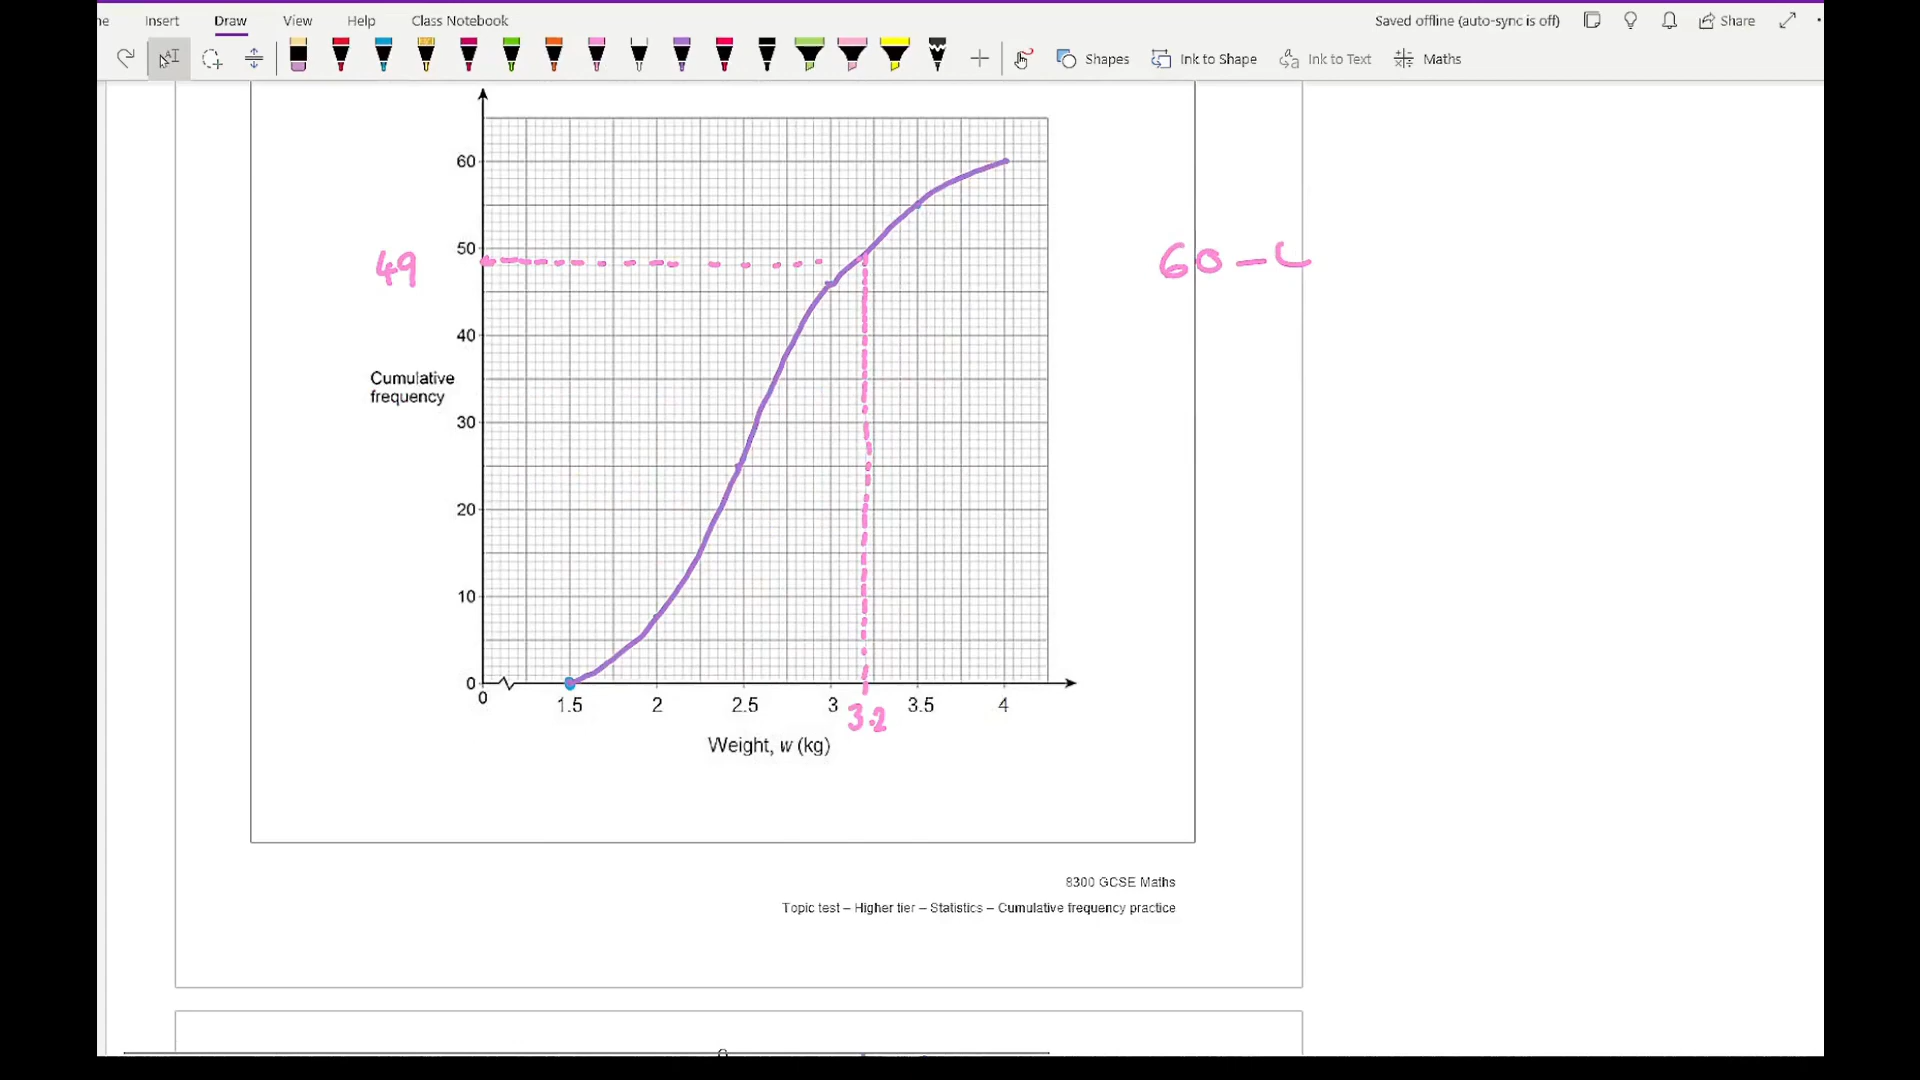 Insert Draw View Help Class Notebook Saved offline (auto-sync is off) Share
Shapes Ink to Shape Ink to Text Maths
60
50
49
60 –
40
Cumulative
frequency
30
20
10
0
0 1.5 2 2.5 3 3.5 4
3.2
Weight, w (kg)
8300 GCSE Maths
Topic test – Higher tier – Statistics – Cumulative frequency practice